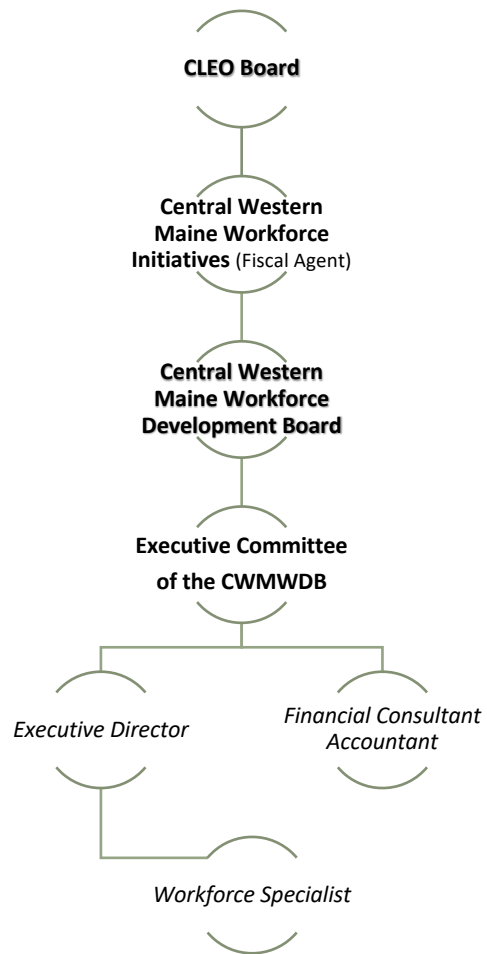 CLEO Board
Central Western
Maine Workforce
Initiatives (Fiscal Agent)
Central Western
Maine Workforce
Development Board
Executive Committee
of the CWMWDB
Executive Director
Financial Consultant
Accountant
Workforce Specialist